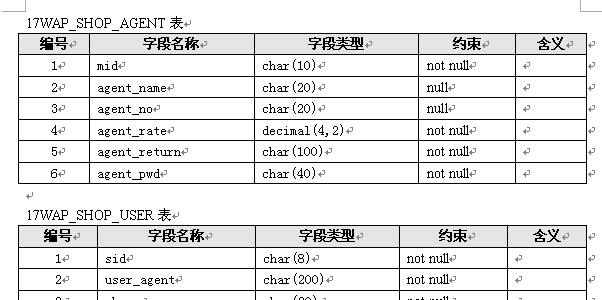 17WAP_SHOP_AGENT 表
编号 字段名称 字段类型 约束 含义
1 mid char(10) not null
2 agent_name char(20) null
3 agent_no char(20) null
4 agent_rate decimal(4,2) not null
5 agent_return char(100) not null
6 agent_pwd char(40) not null
17WAP_SHOP_USER 表
编号 字段名称 字段类型 约束 含义
1 sid char(8) not null
2 user_agent char(200) not null